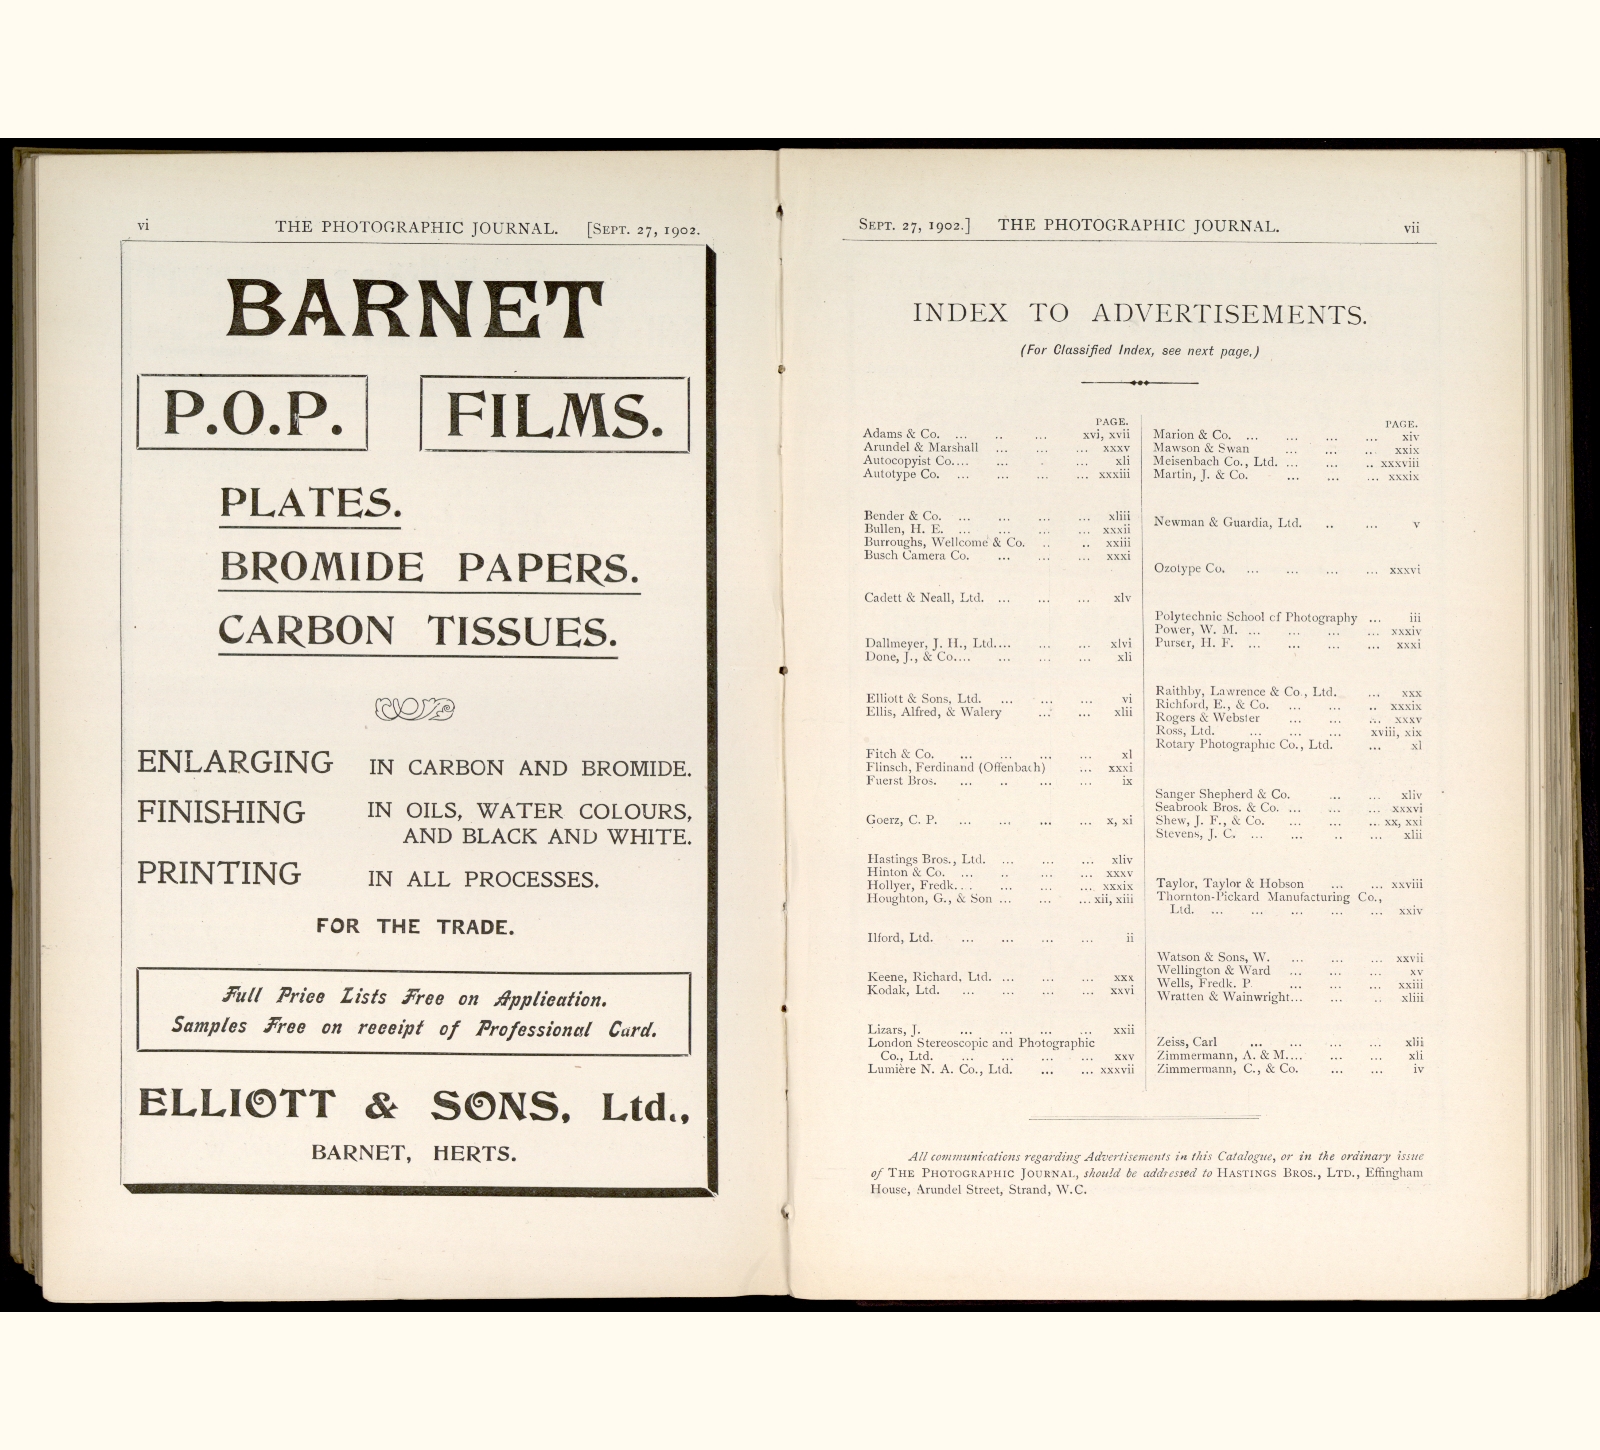 vi THE PHOTOGRAPHIC JOURNAL. [SEPT. 27, 1902.
BARNET
P.O.P. FILMS.
PLATES.
BROMIDE PAPERS.
CARBON TISSUES.
ENLARGING IN CARBON AND BROMIDE.
FINISHING IN OILS, WATER COLOURS,
AND BLACK AND WHITE.
PRINTING IN ALL PROCESSES.
FOR THE TRADE.
Full Price Lists Free on Application.
Samples Free on receipt of Professional Card.
ELLIOTT & SONS, Ltd.,
BARNET, HERTS.
SEPT. 27, 1902.] THE PHOTOGRAPHIC JOURNAL. vii
INDEX TO ADVERTISEMENTS.
(For Classified Index, see next page.)
PAGE.
Adams & Co. ... .. ... xvi, xvii
Arundel & Marshall ... ... ... xxxv
Autocopyist Co.... ... . ... xli
Autotype Co. ... ... ... ... xxxiii
Bender & Co. ... ... ... ... xliii
Bullen, H. E. ... ... ... ... xxxii
Burroughs, Wellcome & Co. .. .. xxiii
Busch Camera Co. ... ... ... xxxi
Cadett & Neall, Ltd. ... ... ... xlv
Dallmeyer, J. H., Ltd.... ... ... xlvi
Done, J., & Co.... ... ... ... xli
Elliott & Sons, Ltd. ... ... ... vi
Ellis, Alfred, & Walery ... ... xlii
Fitch & Co. ... ... ... ... xl
Flinsch, Ferdinand (Offenbach) ... xxxi
Fuerst Bros. ... .. ... ... ix
Goerz, C. P. ... ... ... ... x, xi
Hastings Bros., Ltd. ... ... ... xliv
Hinton & Co. ... .. ... ... xxxv
Hollyer, Fredk. . . ... ... ... xxxix
Houghton, G., & Son ... ... ... xii, xiii
Ilford, Ltd. ... ... ... ... ii
Keene, Richard, Ltd. ... ... ... xxx
Kodak, Ltd. ... ... ... ... xxvi
Lizars, J. ... ... ... ... xxii
London Stereoscopic and Photographic
Co., Ltd. ... ... ... ... xxv
Lumière N. A. Co., Ltd. ... ... xxxvii
PAGE.
Marion & Co. ... ... ... ... xiv
Mawson & Swan ... ... .. xxix
Meisenbach Co., Ltd. ... ... .. xxxviii
Martin, J. & Co. ... ... ... xxxix
Newman & Guardia, Ltd. .. ... v
Ozotype Co. ... ... ... ... xxxvi
Polytechnic School of Photography ... iii
Power, W. M. ... ... ... ... xxxiv
Purser, H. F. ... ... ... ... xxxi
Raithby, Lawrence & Co., Ltd. ... xxx
Richford, E., & Co. ... ... .. xxxix
Rogers & Webster ... ... ... xxxv
Ross, Ltd. ... ... ... xviii, xix
Rotary Photographic Co., Ltd. ... xl
Sanger Shepherd & Co. ... ... xliv
Seabrook Bros. & Co. ... ... ... xxxvi
Shew, J. F., & Co. ... ... ... xx, xxi
Stevens, J. C. ... ... .. ... xlii
Taylor, Taylor & Hobson ... ... xxviii
Thornton-Pickard Manufacturing Co.,
Ltd. ... ... ... ... ... xxiv
Watson & Sons, W. ... ... ... xxvii
Wellington & Ward ... ... ... xv
Wells, Fredk. P. ... ... ... xxiii
Wratten & Wainwright... ... .. xliii
Zeiss, Carl ... ... ... ... xlii
Zimmermann, A. & M.... ... ... xli
Zimmermann, C., & Co. ... ... iv
All communications regarding Advertisements in this Catalogue, or in the ordinary issue
of THE PHOTOGRAPHIC JOURNAL, should be addressed to HASTINGS BROS., LTD., Effingham
House, Arundel Street, Strand, W.C.